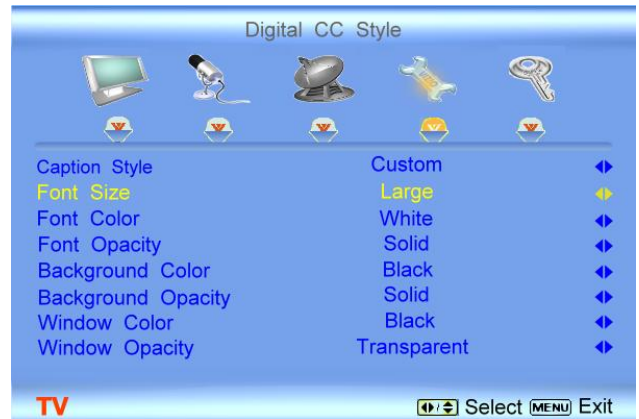 Digital CC Style
Caption Style Custom
Font Size Large
Font Color White
Font Opacity Solid
Background Color Black
Background Opacity Solid
Window Color Black
Window Opacity Transparent
TV Select MENU Exit